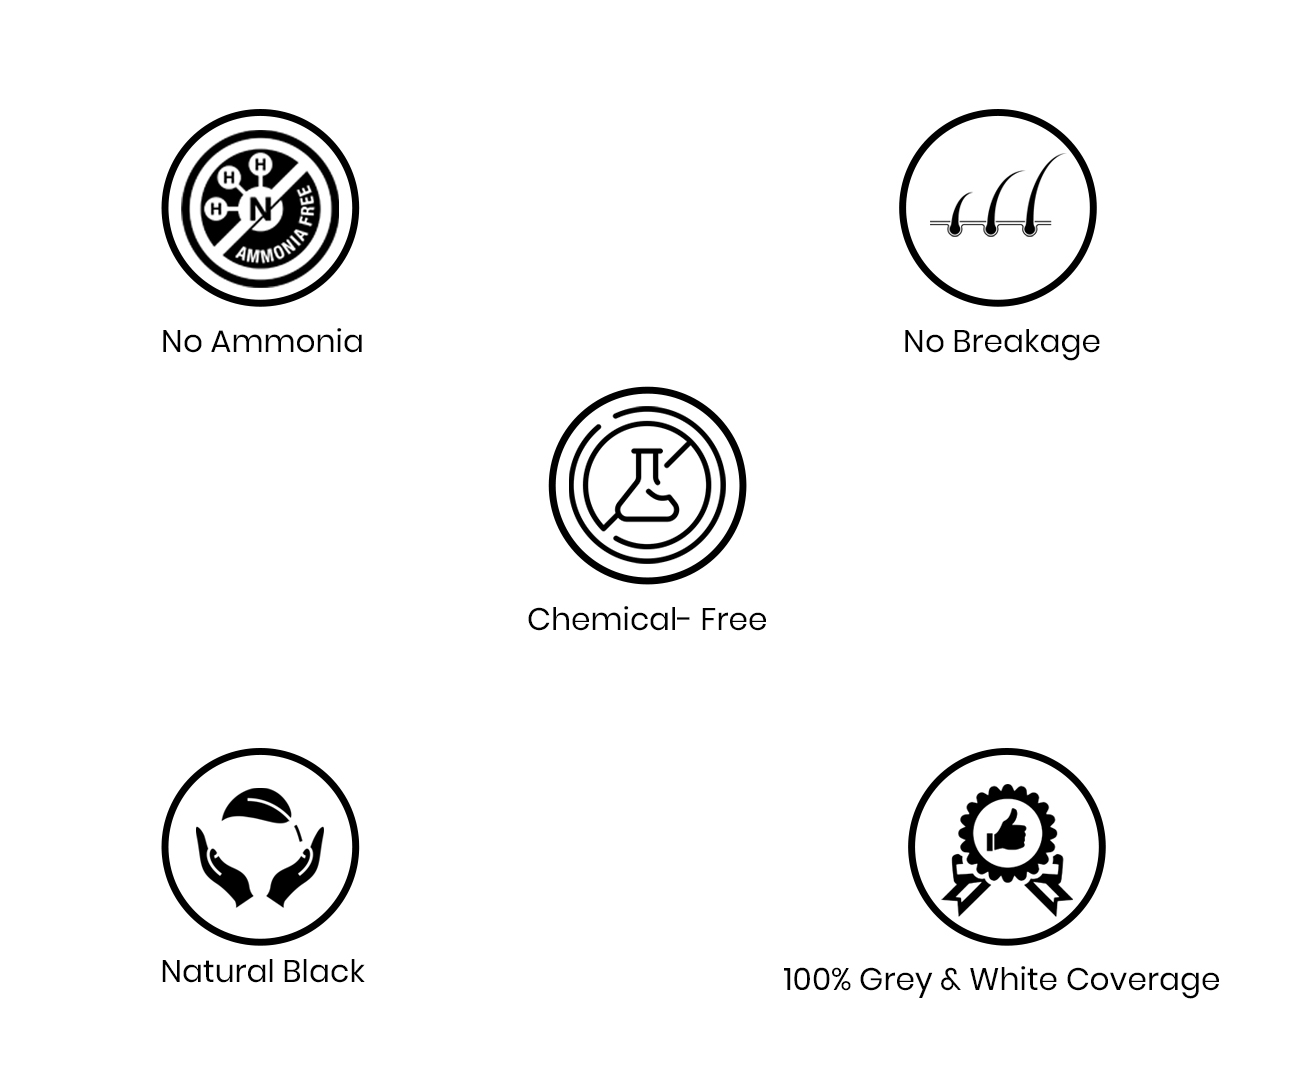 H
H
H
N
AMMONIA FREE
No Ammonia
No Breakage
Chemical- Free
Natural Black
100% Grey & White Coverage